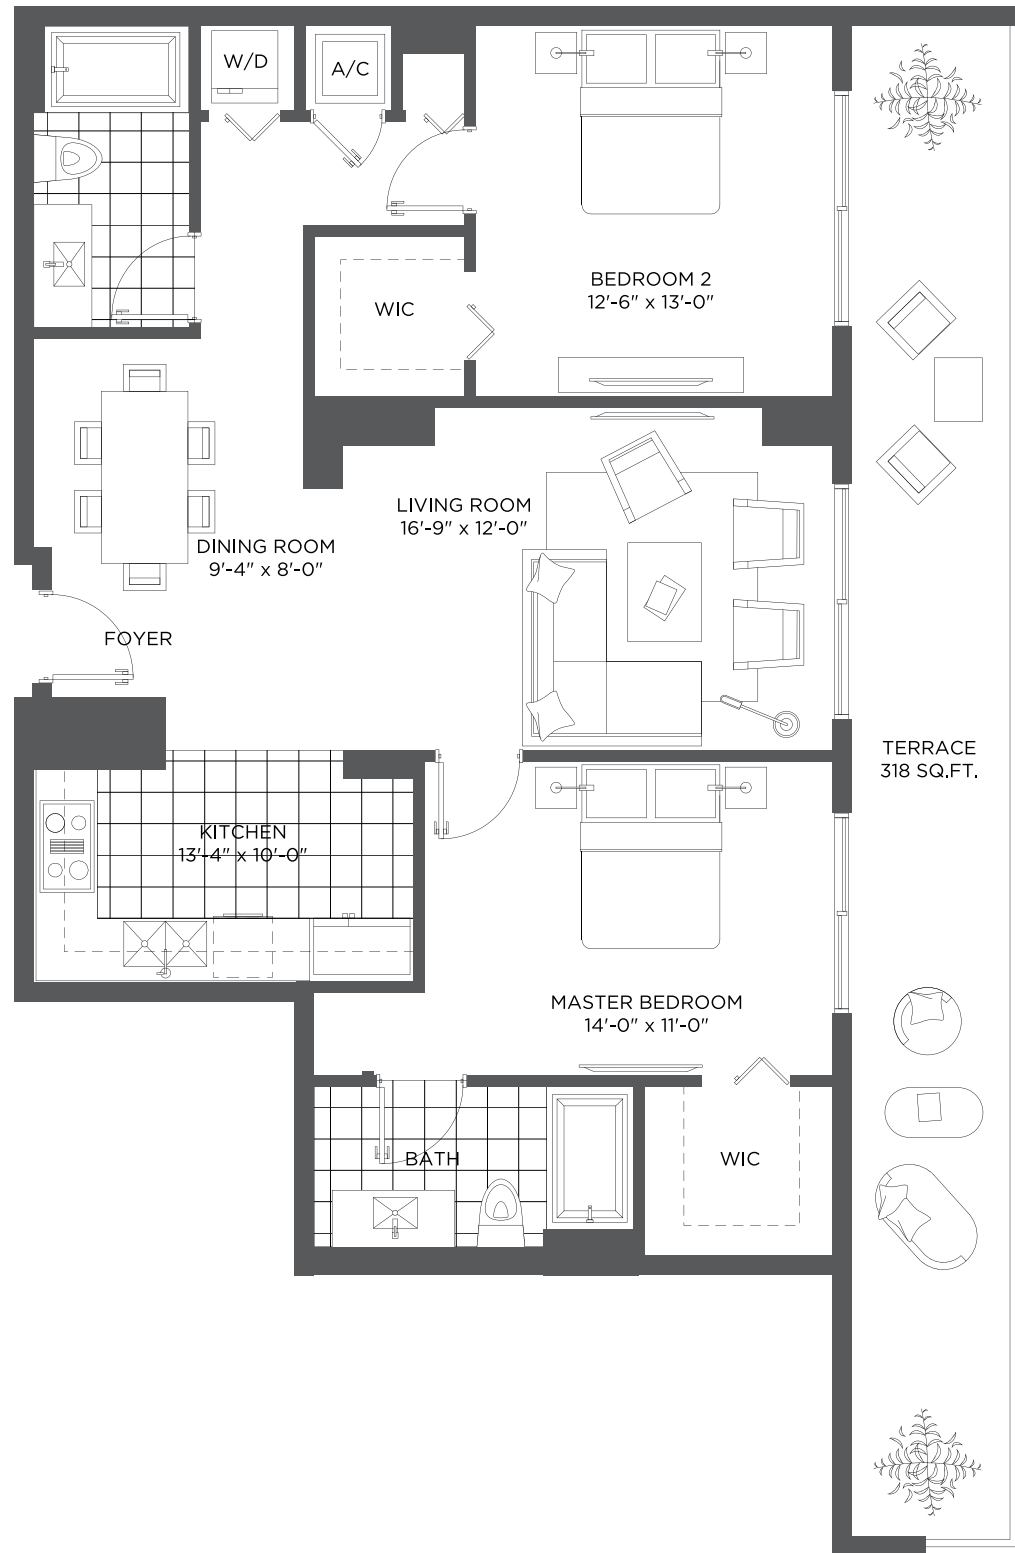 W/D
A/C
BEDROOM 2
12'-6" x 13'-0"
WIC
LIVING ROOM
16'-9" x 12'-0"
DINING ROOM
9'-4" x 8'-0"
FOYER
TERRACE
318 SQ.FT.
KITCHEN
13'-4" x 10'-0"
MASTER BEDROOM
14'-0" x 11'-0"
BATH
WIC